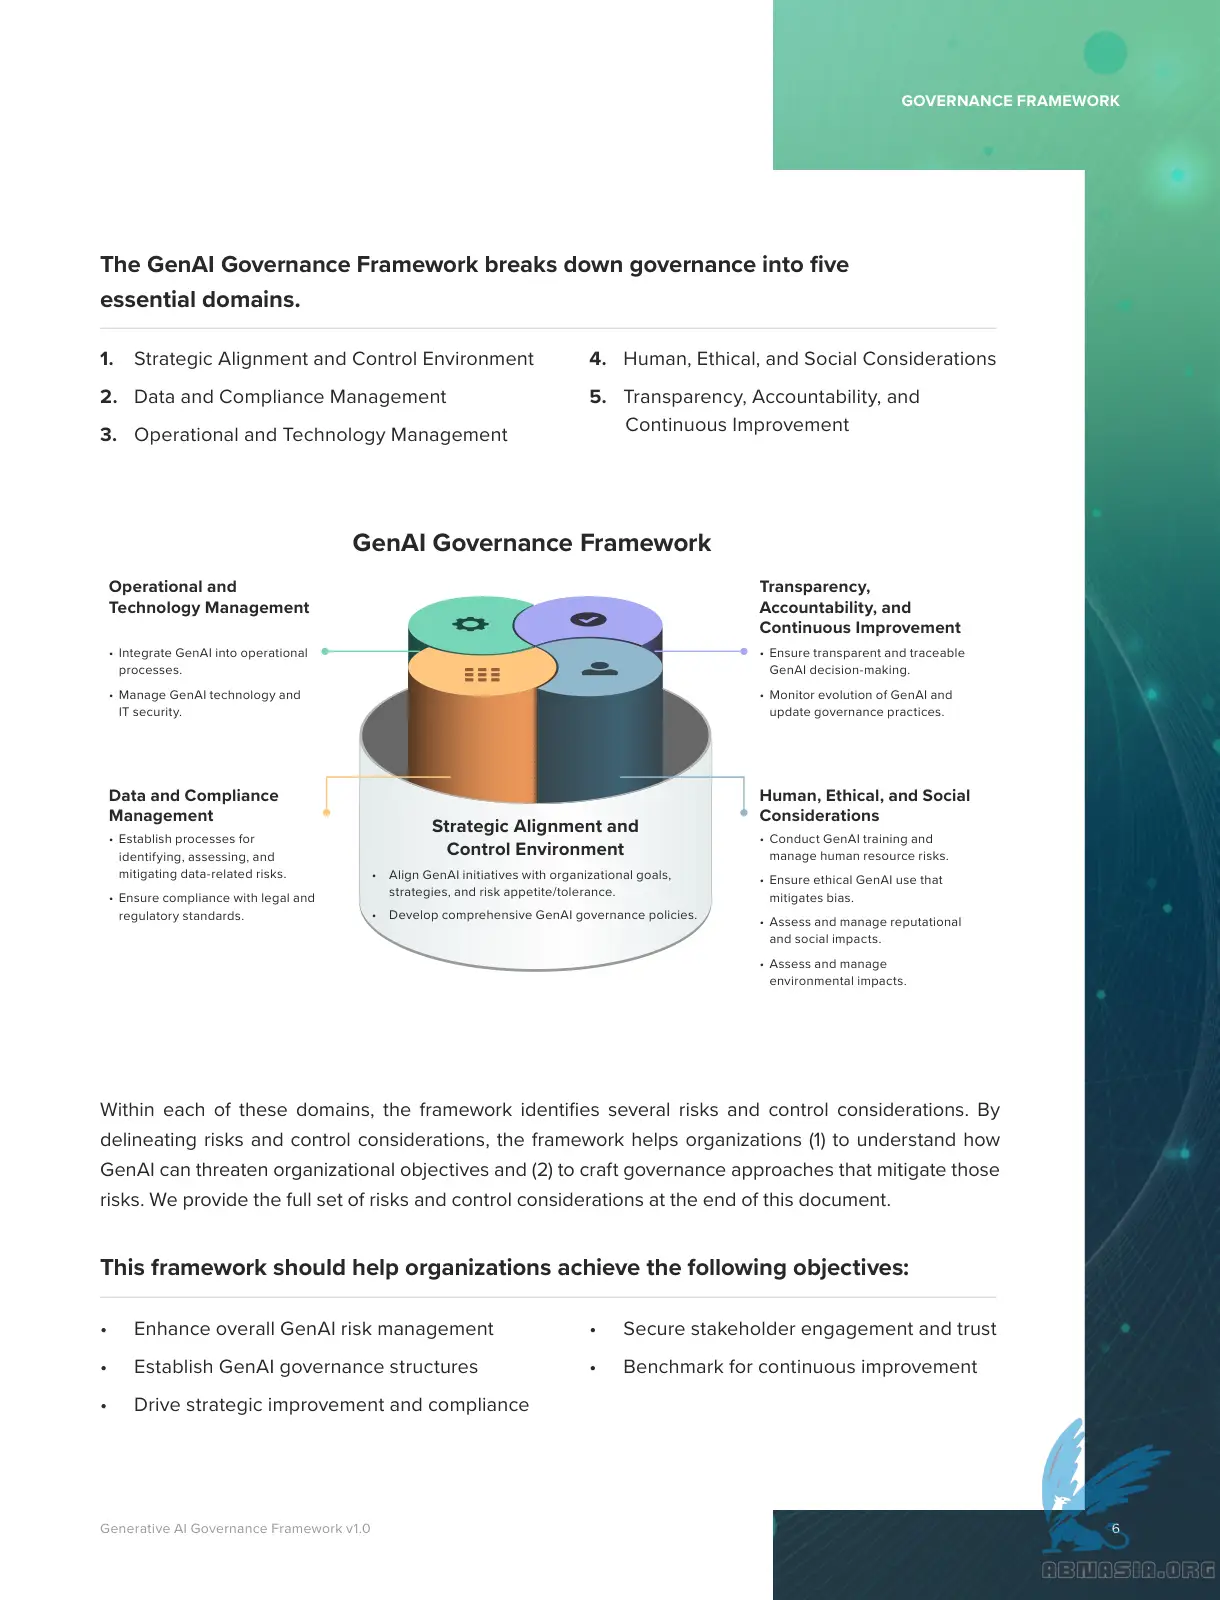 GOVERNANCE FRAMEWORK
The GenAI Governance Framework breaks down governance into five
essential domains.
1. Strategic Alignment and Control Environment
2. Data and Compliance Management
3. Operational and Technology Management
4. Human, Ethical, and Social Considerations
5. Transparency, Accountability, and
Continuous Improvement
GenAI Governance Framework
Operational and
Technology Management
• Integrate GenAI into operational
processes.
• Manage GenAI technology and
IT security.
Transparency,
Accountability, and
Continuous Improvement
• Ensure transparent and traceable
GenAI decision-making.
• Monitor evolution of GenAI and
update governance practices.
Data and Compliance
Management
• Establish processes for
identifying, assessing, and
mitigating data-related risks.
• Ensure compliance with legal and
regulatory standards.
Strategic Alignment and
Control Environment
• Align GenAI initiatives with organizational goals,
strategies, and risk appetite/tolerance.
• Develop comprehensive GenAI governance policies.
Human, Ethical, and Social
Considerations
• Conduct GenAI training and
manage human resource risks.
• Ensure ethical GenAI use that
mitigates bias.
• Assess and manage reputational
and social impacts.
• Assess and manage
environmental impacts.
Within each of these domains, the framework identifies several risks and control considerations. By
delineating risks and control considerations, the framework helps organizations (1) to understand how
GenAI can threaten organizational objectives and (2) to craft governance approaches that mitigate those
risks. We provide the full set of risks and control considerations at the end of this document.
This framework should help organizations achieve the following objectives:
• Enhance overall GenAI risk management
• Establish GenAI governance structures
• Drive strategic improvement and compliance
• Secure stakeholder engagement and trust
• Benchmark for continuous improvement
Generative AI Governance Framework v1.0
6
ABNASIA.ORG